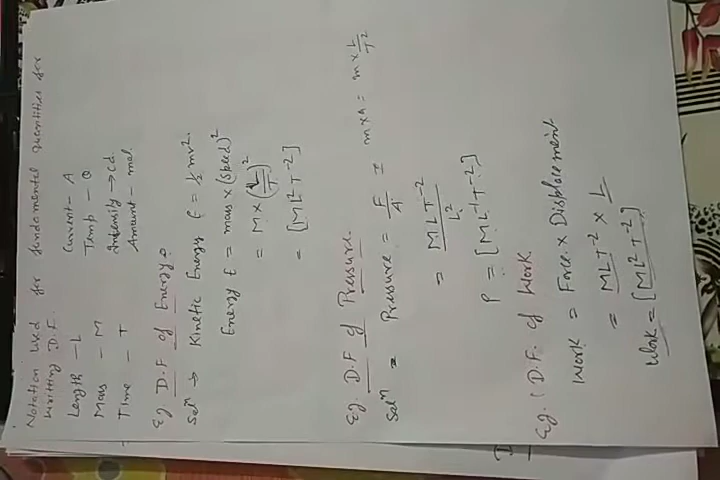 Notation used for fundamental quantities for
writting D.F.
Length - L Current - A
Mass - M Temp - Q
Time - T Intensity → Cd.
Amount - mol.
Eg D.F of Energy
Solⁿ → Kinetic Energy E = ½ mv².
Energy E = mass × (Speed)²
= M × (L/T)²
= [ML²T⁻²]
Eg. D.F of Pressure.
Solⁿ = Pressure = F/A = m×A = m × L/T²
= MLT⁻²/L²
P = [ML⁻¹T⁻²]
Eg: (D.F. of Work
Work = Force × Displacement
= MLT⁻² × L
Work = [ML²T⁻²]